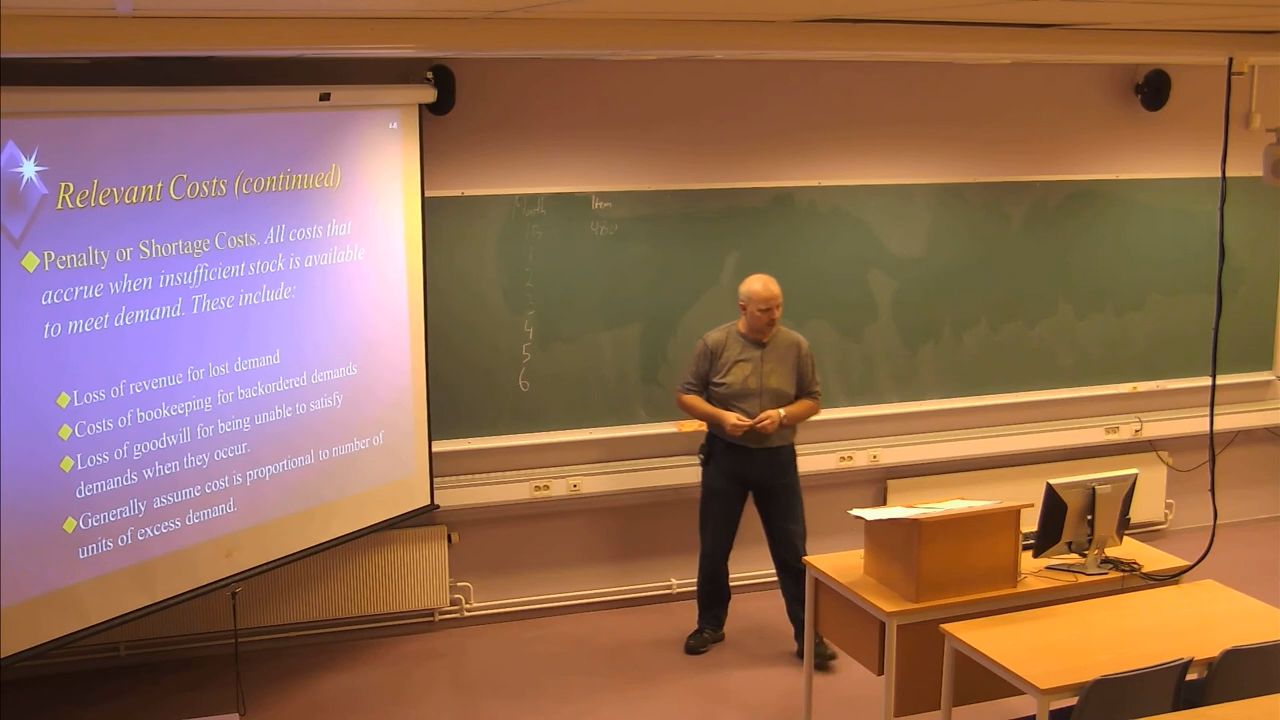 Relevant Costs (continued)
Penalty or Shortage Costs. All costs that
accrue when insufficient stock is available
to meet demand. These include:
Loss of revenue for lost demand
Costs of bookeeping for backordered demands
Loss of goodwill for being unable to satisfy
demands when they occur.
Generally assume cost is proportional to number of
units of excess demand.
Month Item
1
2
3
4
5
6